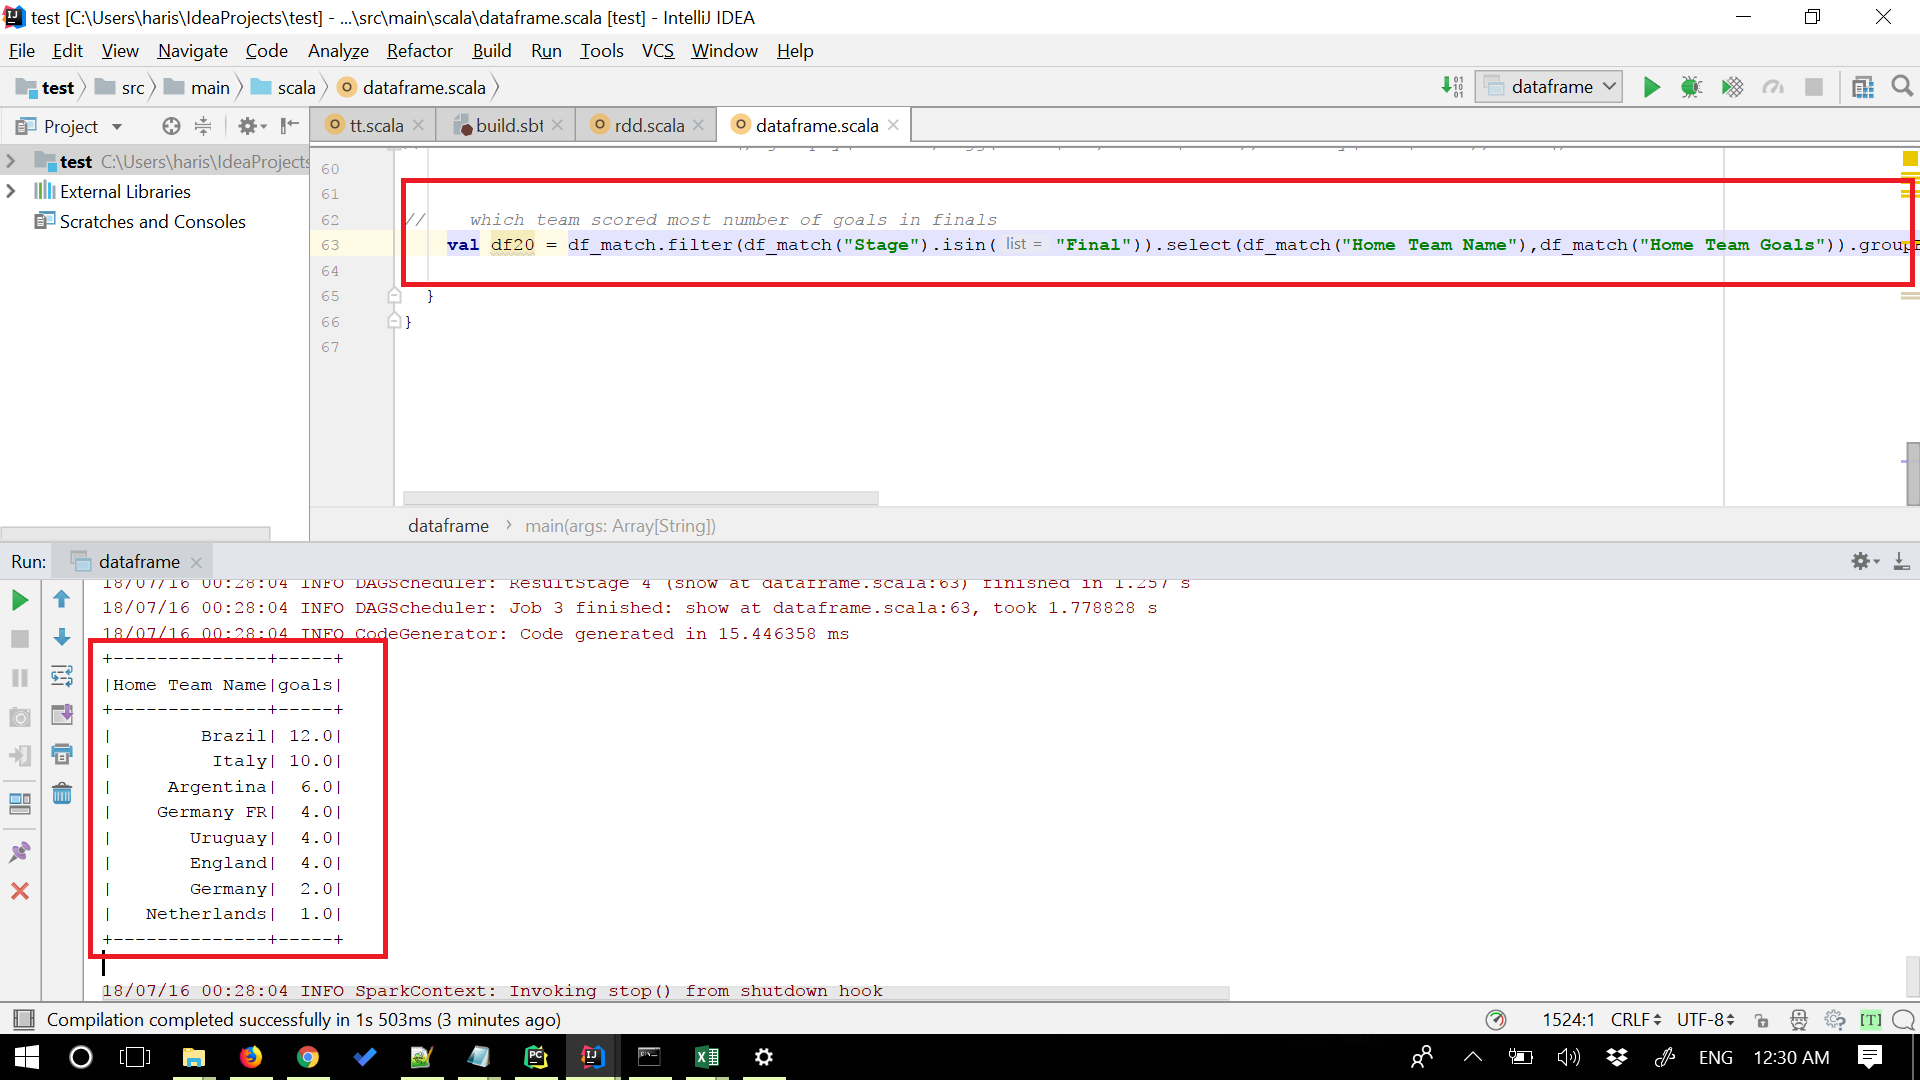 test [C:\Users\haris\IdeaProjects\test] - ...\src\main\scala\dataframe.scala [test] - IntelliJ IDEA
File Edit View Navigate Code Analyze Refactor Build Run Tools VCS Window Help
test src main scala dataframe.scala dataframe
Project tt.scala build.sbt rdd.scala dataframe.scala
test C:\Users\haris\IdeaProjects
External Libraries
Scratches and Consoles
60
61
62 // which team scored most number of goals in finals
63 val df20 = df_match.filter(df_match("Stage").isin( list = "Final")).select(df_match("Home Team Name"),df_match("Home Team Goals")).group
64
65 }
66 }
67
dataframe main(args: Array[String])
Run: dataframe
18/07/16 00:28:04 INFO DAGScheduler: ResultStage 4 (show at dataframe.scala:63) finished in 1.257 s
18/07/16 00:28:04 INFO DAGScheduler: Job 3 finished: show at dataframe.scala:63, took 1.778828 s
18/07/16 00:28:04 INFO CodeGenerator: Code generated in 15.446358 ms
+--------------+-----+
|Home Team Name|goals|
+--------------+-----+
|        Brazil| 12.0|
|         Italy| 10.0|
|     Argentina|  6.0|
|    Germany FR|  4.0|
|       Uruguay|  4.0|
|       England|  4.0|
|       Germany|  2.0|
|   Netherlands|  1.0|
+--------------+-----+
18/07/16 00:28:04 INFO SparkContext: Invoking stop() from shutdown hook
Compilation completed successfully in 1s 503ms (3 minutes ago) 1524:1 CRLF UTF-8 [T]
ENG 12:30 AM